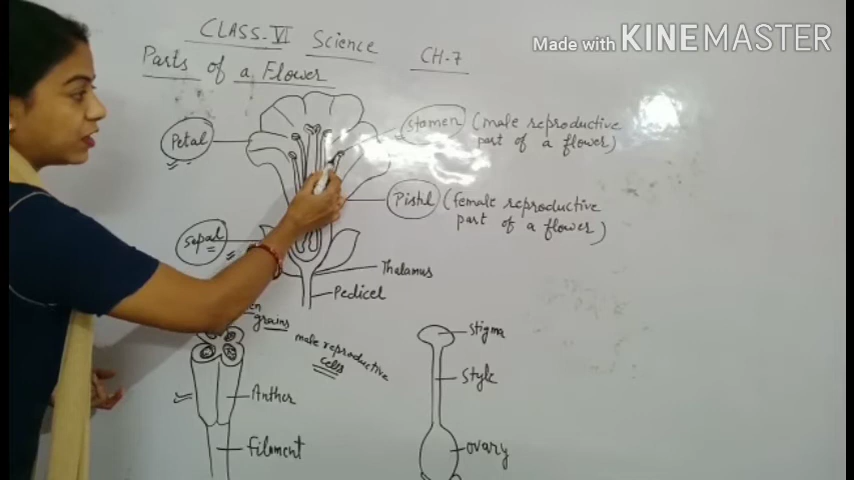 Made with KINEMASTER
CLASS-VI Science CH-7
Parts of a Flower
Petal
Stamen (male reproductive
part of a flower)
Pistil (female reproductive
part of a flower)
Sepal
Thalamus
Pedicel
grains
male reproductive
cells
Stigma
Style
Anther
Filament
ovary